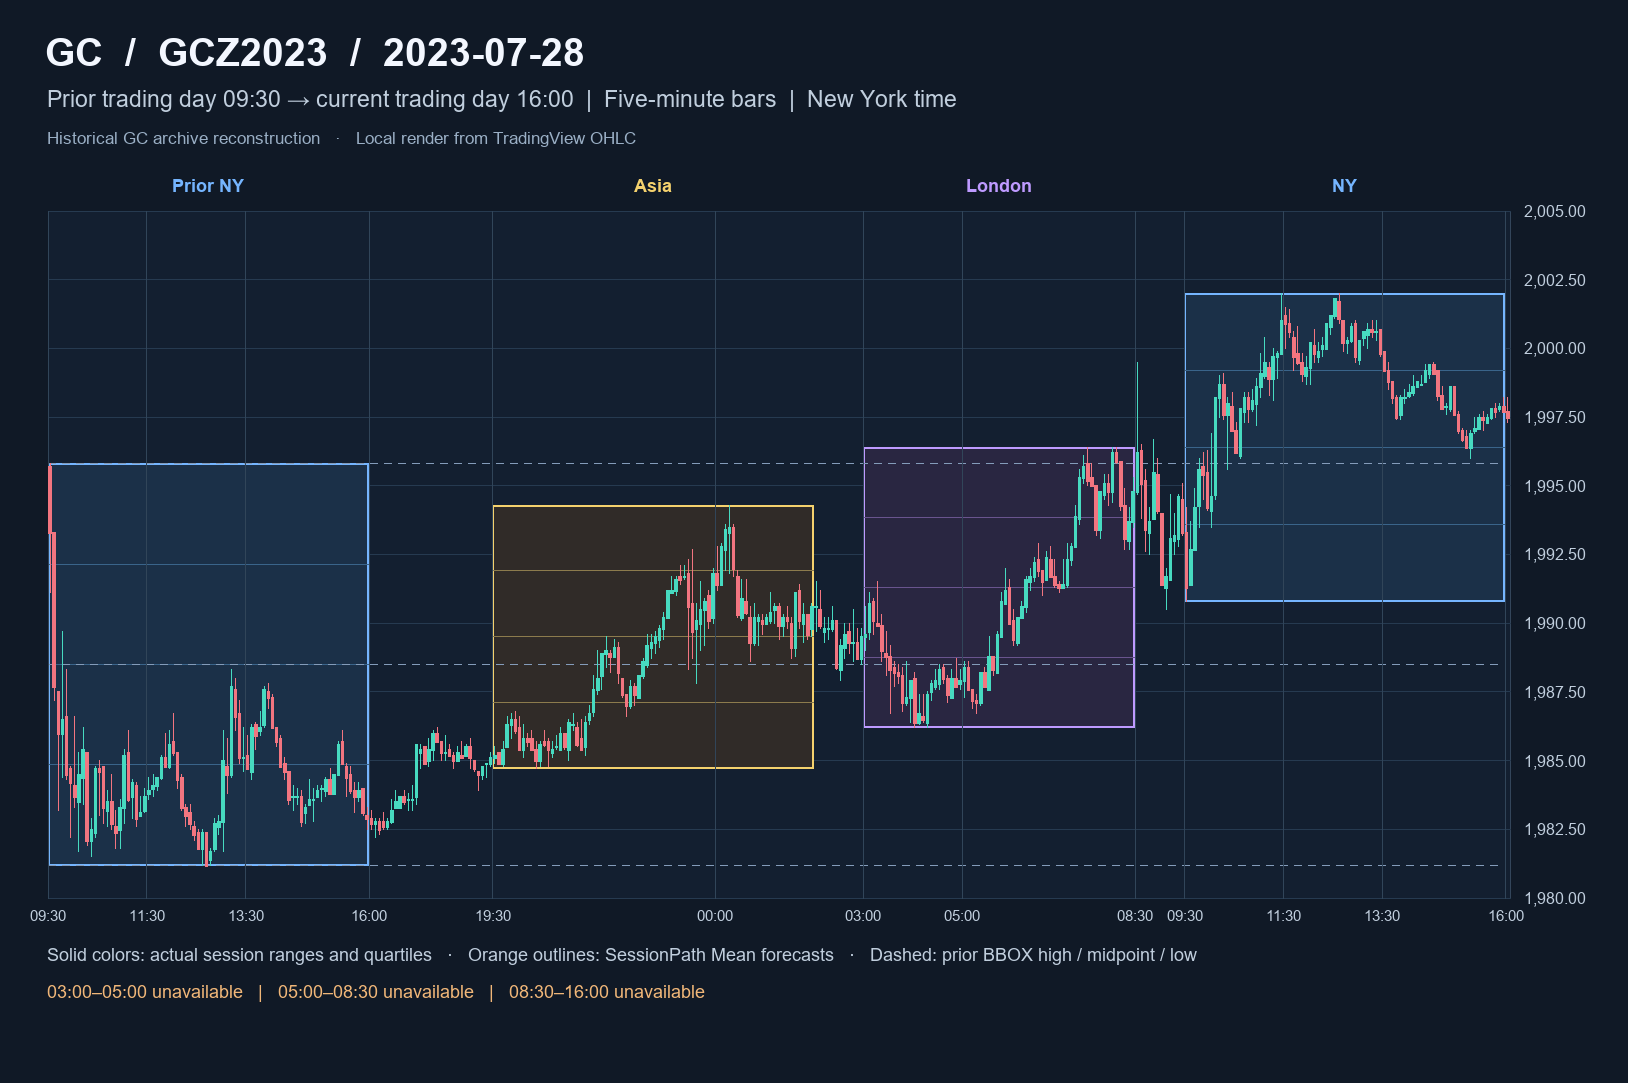 GC / GCZ2023 / 2023-07-28
Prior trading day 09:30 → current trading day 16:00 | Five-minute bars | New York time
Historical GC archive reconstruction · Local render from TradingView OHLC
Prior NY Asia London NY
2,005.00
2,002.50
2,000.00
1,997.50
1,995.00
1,992.50
1,990.00
1,987.50
1,985.00
1,982.50
1,980.00
09:30 11:30 13:30 16:00 19:30 00:00 03:00 05:00 08:30 09:30 11:30 13:30 16:00
Solid colors: actual session ranges and quartiles · Orange outlines: SessionPath Mean forecasts · Dashed: prior BBOX high / midpoint / low
03:00–05:00 unavailable | 05:00–08:30 unavailable | 08:30–16:00 unavailable